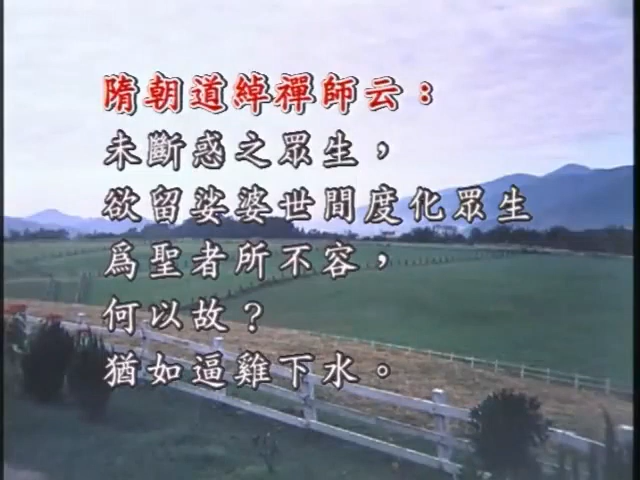 隋朝道綽禪師云：
未斷惑之眾生，
欲留娑婆世間度化眾生
為聖者所不容，
何以故？
猶如逼雞下水。